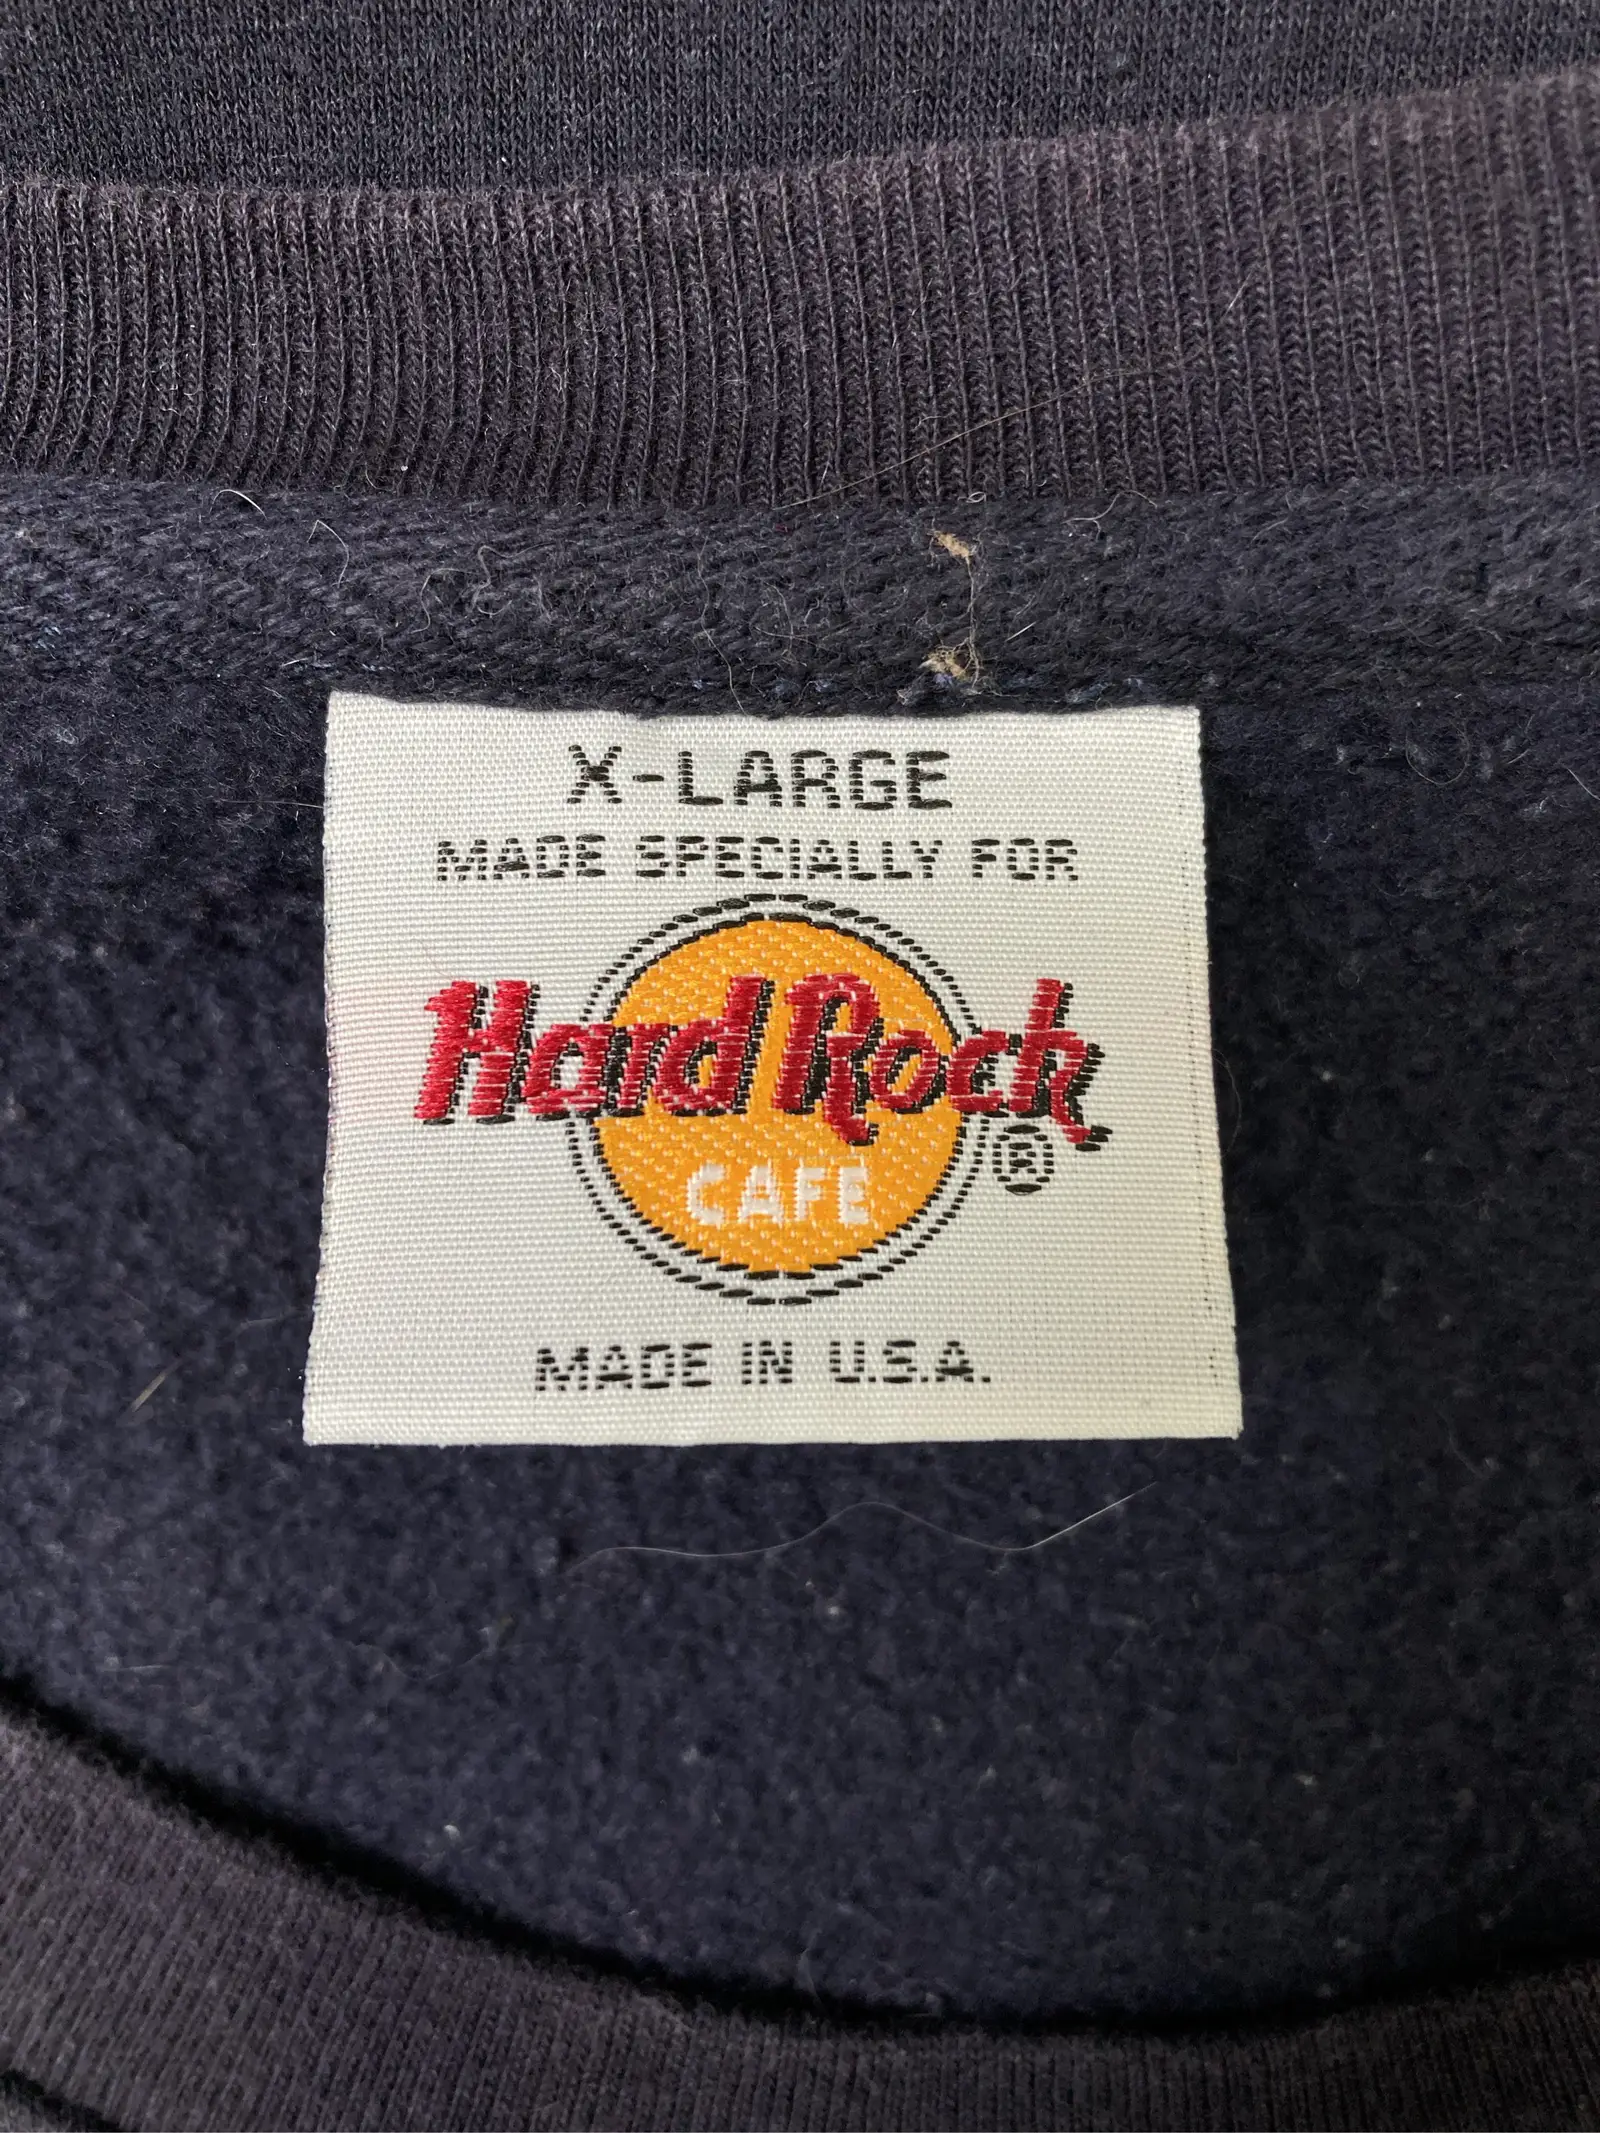 X-LARGE
MADE SPECIALLY FOR
Hard Rock
®
CAFE
MADE IN U.S.A.